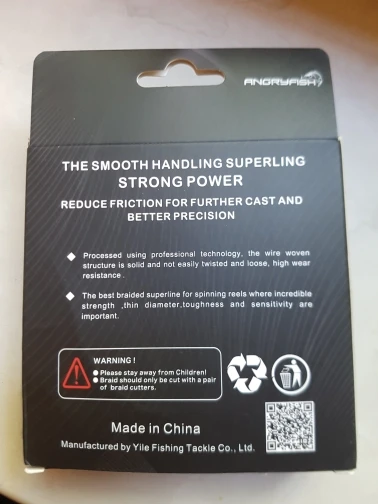 ANGRYFISH
THE SMOOTH HANDLING SUPERLING
STRONG POWER
REDUCE FRICTION FOR FURTHER CAST AND
BETTER PRECISION
Processed using professional technology, the wire woven
structure is solid and not easily twisted and loose, high wear
resistance .
The best braided superline for spinning reels where incredible
strength ,thin diameter,toughness and sensitivity are
important.
WARNING !
Please stay away from Children!
Braid should only be cut with a pair
of braid cutters.
Made in China
Manufactured by Yile Fishing Tackle Co., Ltd.